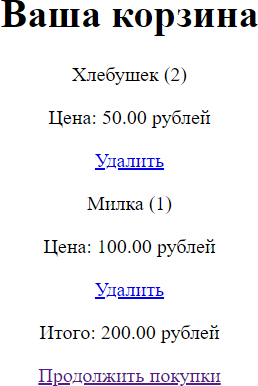 Ваша корзина
Хлебушек (2)
Цена: 50.00 рублей
Удалить
Милка (1)
Цена: 100.00 рублей
Удалить
Итого: 200.00 рублей
Продолжить покупки